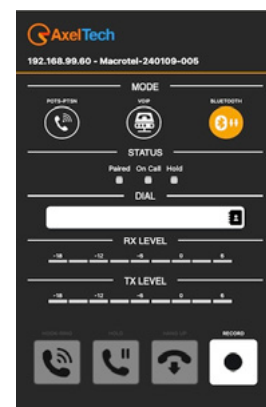 AxelTech
192.168.99.60 - Macrotel-240109-005
MODE
POTS-PTSN VOIP BLUETOOTH
STATUS
Paired On Call Hold
DIAL
RX LEVEL
-18 -12 -6 0 6
TX LEVEL
-18 -12 -6 0 6
HOLD HANG UP RECORD